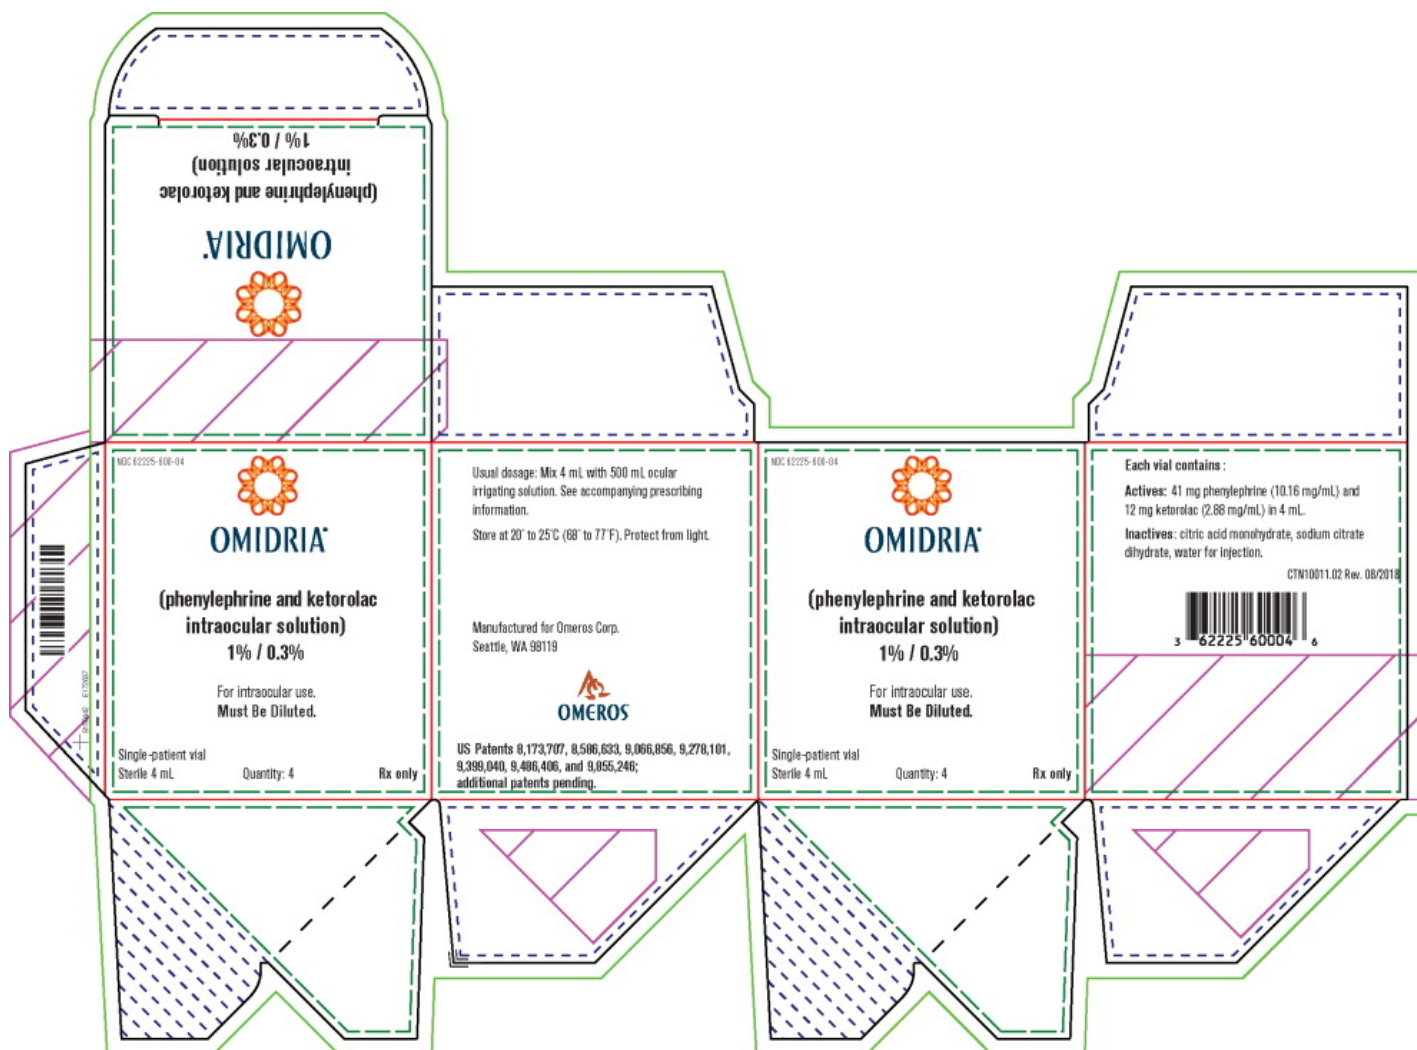 1% / 0.3%
intraocular solution)
(phenylephrine and ketorolac
OMIDRIA
NDC 62225-600-04
OMIDRIA
(phenylephrine and ketorolac
intraocular solution)
1% / 0.3%
For intraocular use.
Must Be Diluted.
Single-patient vial
Sterile 4 mL Quantity: 4 Rx only
Usual dosage: Mix 4 mL with 500 mL ocular
irrigating solution. See accompanying prescribing
information.
Store at 20° to 25°C (68° to 77°F). Protect from light.
Manufactured for Omeros Corp.
Seattle, WA 98119
OMEROS
US Patents 8,173,707, 8,586,633, 9,066,856, 9,278,101,
9,399,040, 9,486,406, and 9,855,246;
additional patents pending.
NDC 62225-600-04
OMIDRIA
(phenylephrine and ketorolac
intraocular solution)
1% / 0.3%
For intraocular use.
Must Be Diluted.
Single-patient vial
Sterile 4 mL Quantity: 4 Rx only
Each vial contains :
Actives: 41 mg phenylephrine (10.16 mg/mL) and
12 mg ketorolac (2.88 mg/mL) in 4 mL.
Inactives: citric acid monohydrate, sodium citrate
dihydrate, water for injection.
CTN10011.02 Rev. 08/2018
3 62225 60004 6